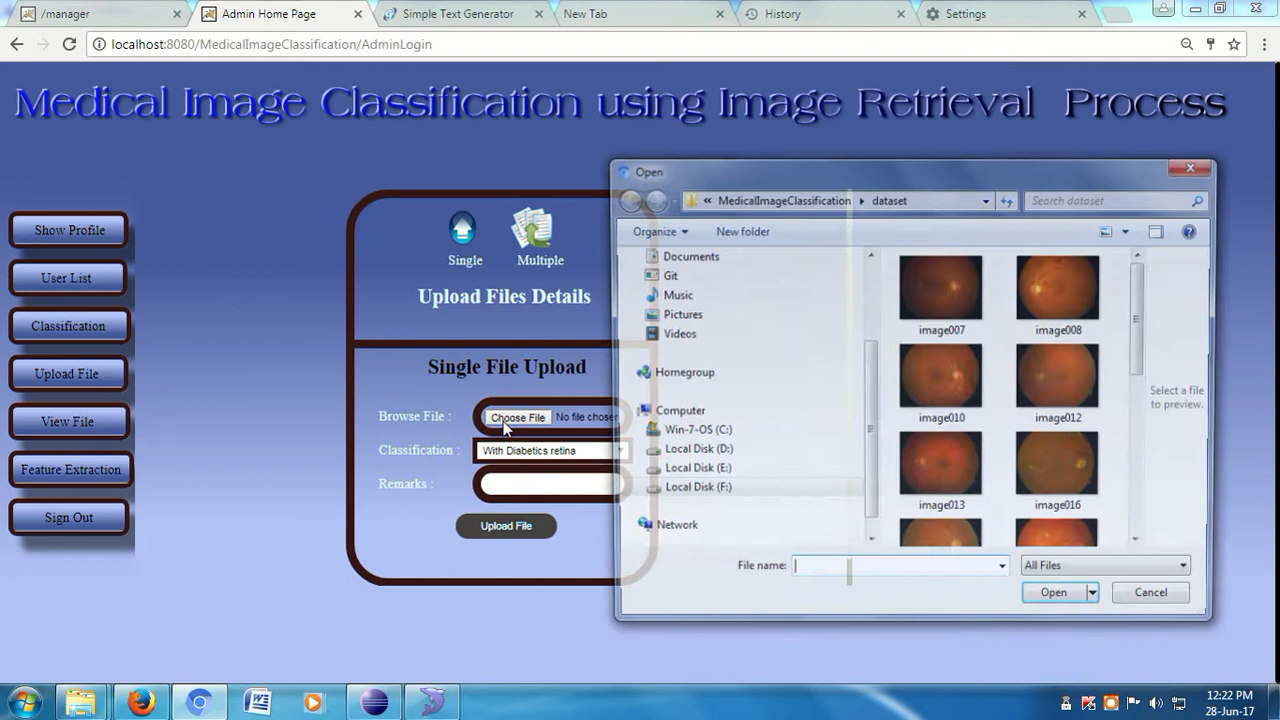 /manager
Admin Home Page
Simple Text Generator
New Tab
History
Settings
localhost:8080/MedicalImageClassification/AdminLogin
Medical Image Classification using Image Retrieval Process
Show Profile
User List
Classification
Upload File
View File
Feature Extraction
Sign Out
Single
Multiple
Upload Files Details
Single File Upload
Browse File :
Choose File
No file chosen
Classification :
With Diabetics retina
Remarks :
Upload File
Open
« MedicalImageClassification
dataset
Search dataset
Organize
New folder
Documents
Git
Music
Pictures
Videos
Homegroup
Computer
Win-7-OS (C:)
Local Disk (D:)
Local Disk (E:)
Local Disk (F:)
Network
image007
image008
image010
image012
image013
image016
Select a file
to preview.
File name:
All Files
Open
Cancel
12:22 PM
28-Jun-17